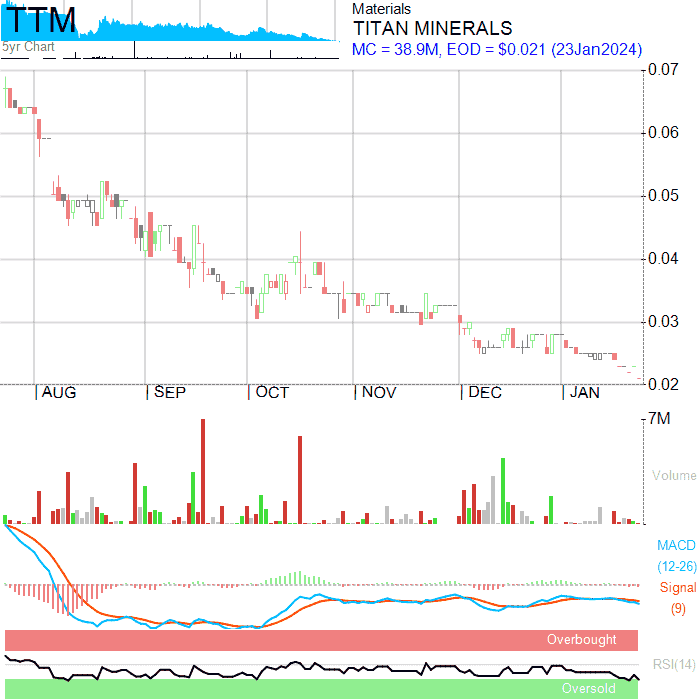 TTM
5yr Chart
Materials
TITAN MINERALS
MC = 38.9M, EOD = $0.021 (23Jan2024)
0.07
0.06
0.05
0.04
0.03
0.02
AUG SEP OCT NOV DEC JAN
7M
Volume
MACD
(12-26)
Signal
(9)
Overbought
RSI(14)
Oversold